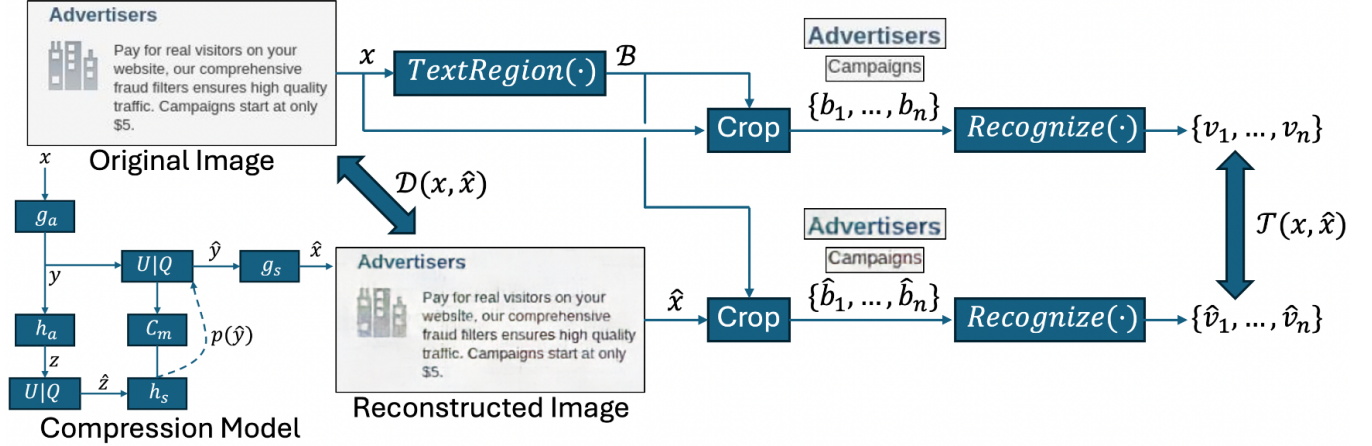 Advertisers
Pay for real visitors on your
website, our comprehensive
fraud filters ensures high quality
traffic. Campaigns start at only
$5.
Original Image
x
TextRegion(·)
ℬ
Advertisers
Campaigns
Crop
{b₁, ..., bₙ}
Recognize(·)
{v₁, ..., vₙ}
𝒟(x, x̂)
𝒯(x, x̂)
x
gₐ
y
U|Q
ŷ
gₛ
x̂
hₐ
Cₘ
p(ŷ)
z
U|Q
ẑ
hₛ
Compression Model
Advertisers
Pay for real visitors on your
website, our comprehensive
fraud filters ensures high quality
traffic. Campaigns start at only
$5.
Reconstructed Image
x̂
Advertisers
Campaigns
Crop
{b̂₁, ..., b̂ₙ}
Recognize(·)
{v̂₁, ..., v̂ₙ}